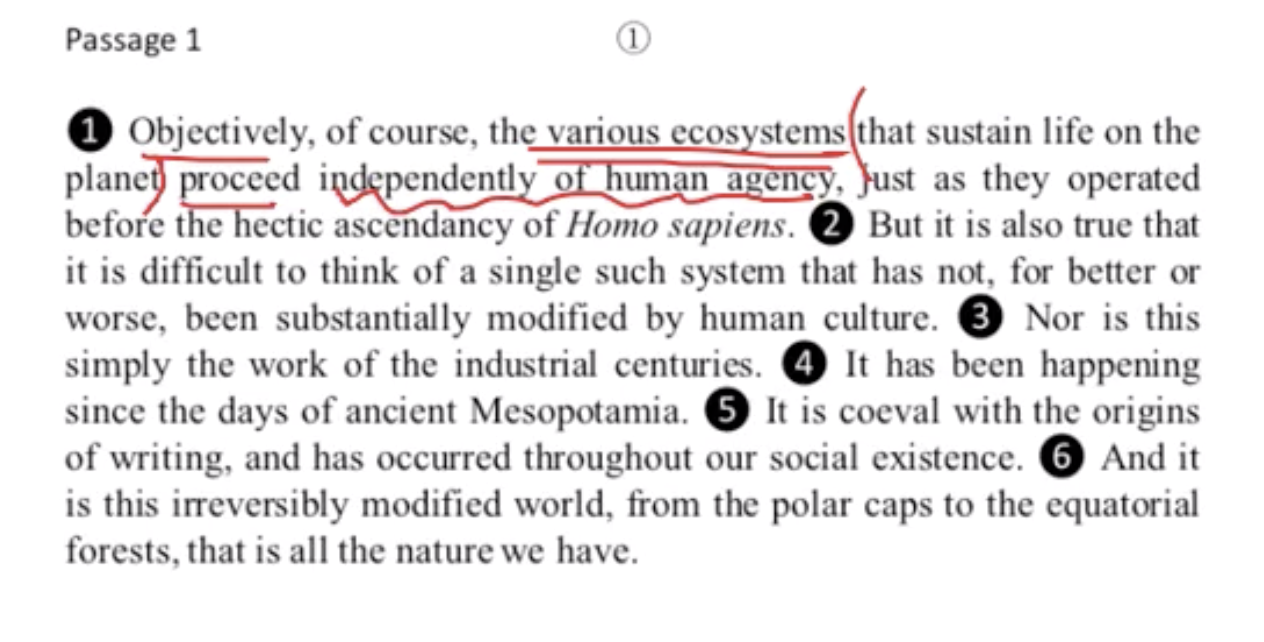 Passage 1 ①
❶ Objectively, of course, the various ecosystems that sustain life on the
planet proceed independently of human agency, just as they operated
before the hectic ascendancy of Homo sapiens. ❷ But it is also true that
it is difficult to think of a single such system that has not, for better or
worse, been substantially modified by human culture. ❸ Nor is this
simply the work of the industrial centuries. ❹ It has been happening
since the days of ancient Mesopotamia. ❺ It is coeval with the origins
of writing, and has occurred throughout our social existence. ❻ And it
is this irreversibly modified world, from the polar caps to the equatorial
forests, that is all the nature we have.